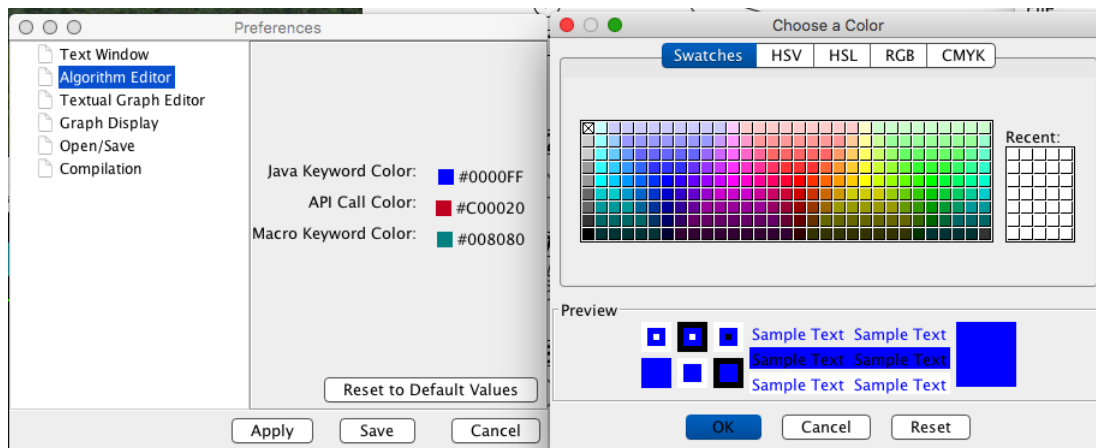 Preferences
Text Window
Algorithm Editor
Textual Graph Editor
Graph Display
Open/Save
Compilation
Java Keyword Color: #0000FF
API Call Color: #C00020
Macro Keyword Color: #008080
Reset to Default Values
Apply Save Cancel
Choose a Color
Swatches HSV HSL RGB CMYK
Recent:
Preview
Sample Text Sample Text
Sample Text Sample Text
Sample Text Sample Text
OK Cancel Reset